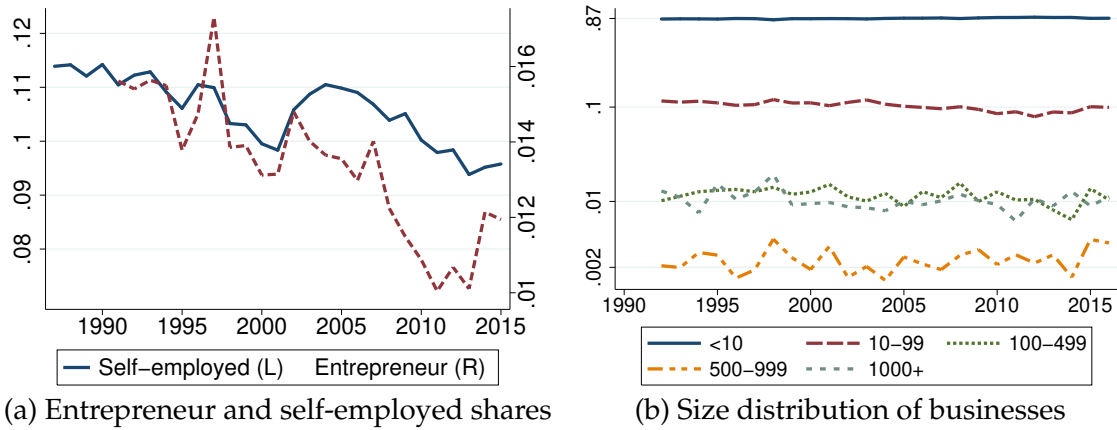 .12
.11
.1
.09
.08
.016
.014
.012
.01
1990 1995 2000 2005 2010 2015
Self−employed (L) Entrepreneur (R)
(a) Entrepreneur and self-employed shares
.87
.1
.01
.002
1990 1995 2000 2005 2010 2015
<10 10−99 100−499
500−999 1000+
(b) Size distribution of businesses